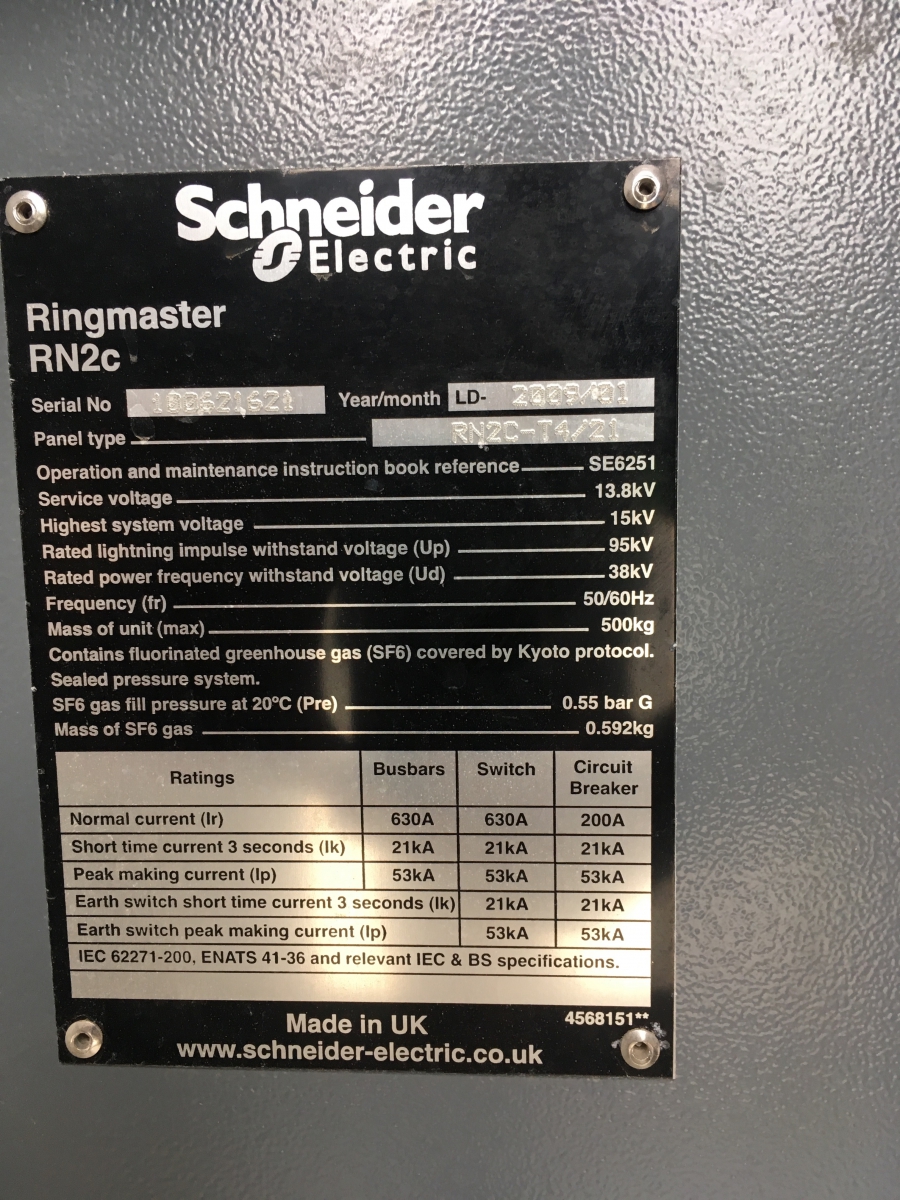 Schneider
Electric
Ringmaster
RN2c
Serial No 100621621 Year/month LD- 2009/01
Panel type RN2C-T4/21
Operation and maintenance instruction book reference SE6251
Service voltage 13.8kV
Highest system voltage 15kV
Rated lightning impulse withstand voltage (Up) 95kV
Rated power frequency withstand voltage (Ud) 38kV
Frequency (fr) 50/60Hz
Mass of unit (max) 500kg
Contains fluorinated greenhouse gas (SF6) covered by Kyoto protocol.
Sealed pressure system.
SF6 gas fill pressure at 20°C (Pre) 0.55 bar G
Mass of SF6 gas 0.592kg
Ratings Busbars Switch Circuit Breaker
Normal current (Ir) 630A 630A 200A
Short time current 3 seconds (Ik) 21kA 21kA 21kA
Peak making current (Ip) 53kA 53kA 53kA
Earth switch short time current 3 seconds (Ik) 21kA 21kA
Earth switch peak making current (Ip) 53kA 53kA
IEC 62271-200, ENATS 41-36 and relevant IEC & BS specifications.
Made in UK 4568151**
www.schneider-electric.co.uk